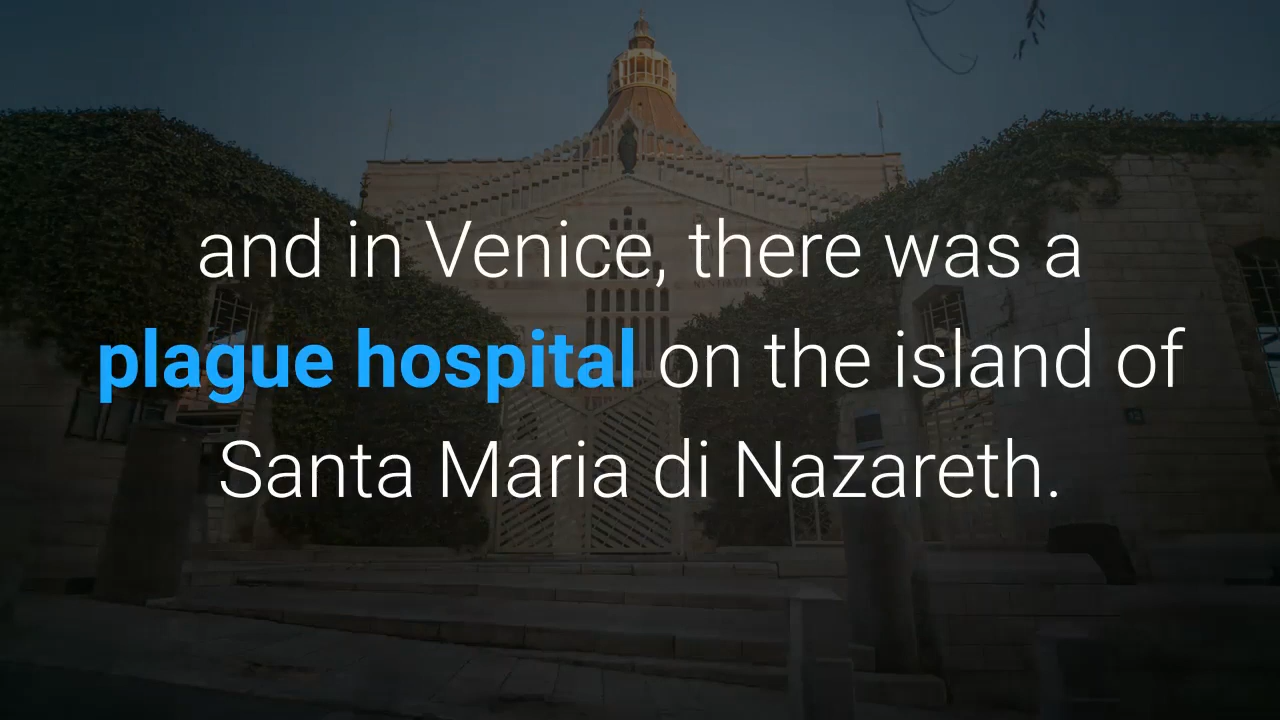 and in Venice, there was a
plague hospital on the island of
Santa Maria di Nazareth.